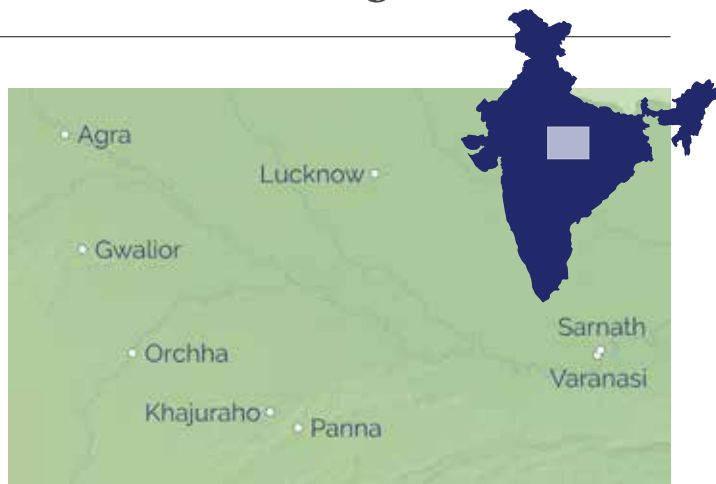 Agra
Lucknow
Gwalior
Sarnath
Orchha
Varanasi
Khajuraho
Panna